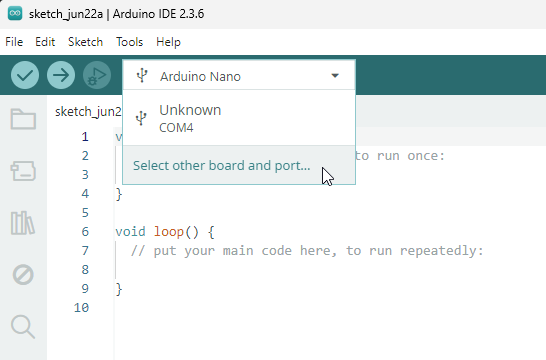 sketch_jun22a | Arduino IDE 2.3.6
File Edit Sketch Tools Help
Arduino Nano
Unknown
COM4
Select other board and port...
sketch_jun2
1 v
2 to run once:
3
4 }
5
6 void loop() {
7 // put your main code here, to run repeatedly:
8
9 }
10